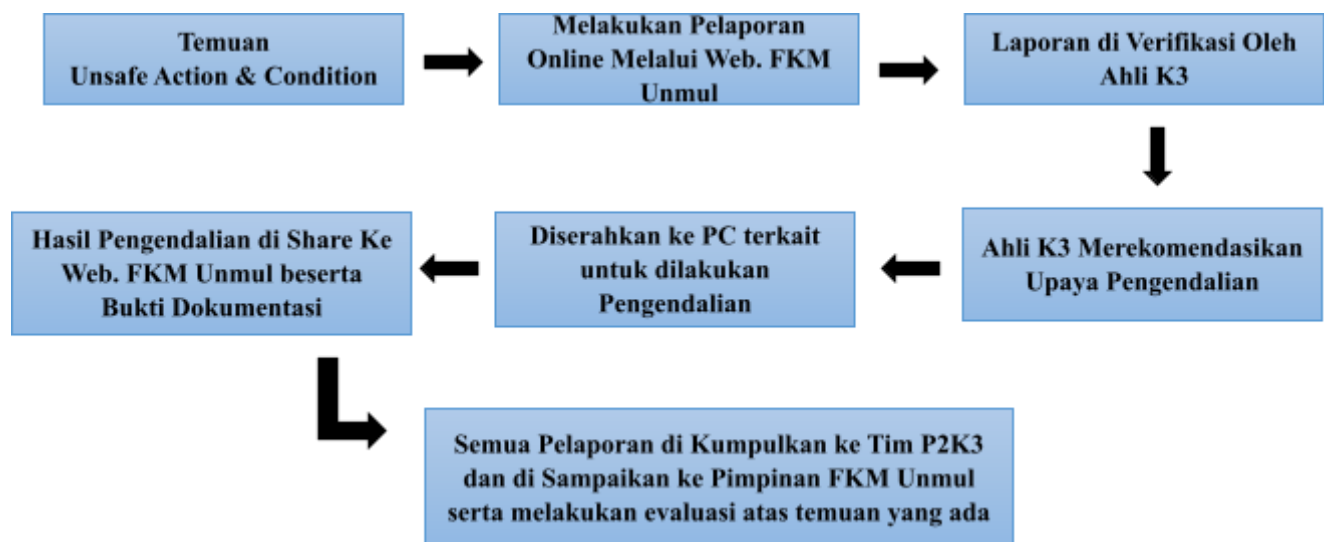 Temuan
Unsafe Action & Condition
Melakukan Pelaporan
Online Melalui Web. FKM
Unmul
Laporan di Verifikasi Oleh
Ahli K3
Ahli K3 Merekomendasikan
Upaya Pengendalian
Diserahkan ke PC terkait
untuk dilakukan
Pengendalian
Hasil Pengendalian di Share Ke
Web. FKM Unmul beserta
Bukti Dokumentasi
Semua Pelaporan di Kumpulkan ke Tim P2K3
dan di Sampaikan ke Pimpinan FKM Unmul
serta melakukan evaluasi atas temuan yang ada